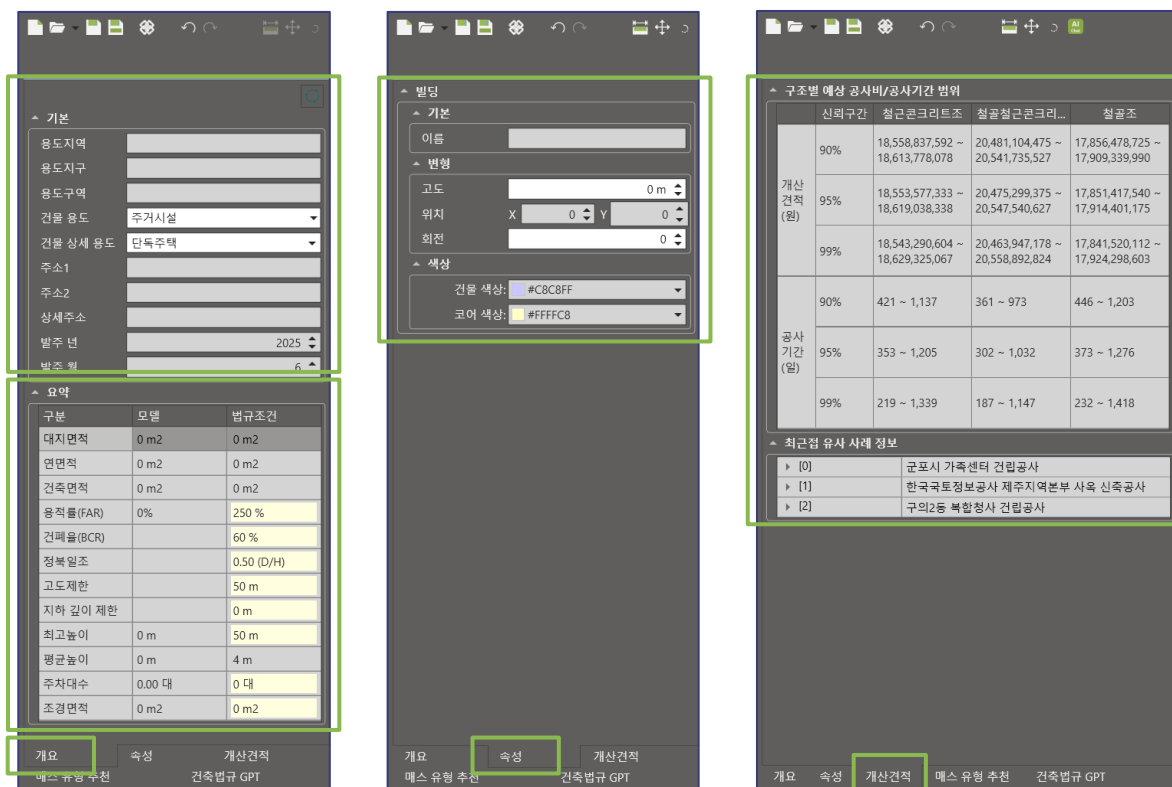 기본
용도지역
용도지구
용도구역
건물 용도 주거시설
건물 상세 용도 단독주택
주소1
주소2
상세주소
발주 년 2025
발주 월 6
요약
구분 모델 법규조건
대지면적 0 m2 0 m2
연면적 0 m2 0 m2
건축면적 0 m2 0 m2
용적률(FAR) 0% 250 %
건폐율(BCR) 60 %
정북일조 0.50 (D/H)
고도제한 50 m
지하 깊이 제한 0 m
최고높이 0 m 50 m
평균높이 0 m 4 m
주차대수 0.00 대 0 대
조경면적 0 m2 0 m2
개요 속성 개산견적
매스 유형 추천 건축법규 GPT
빌딩
기본
이름
변형
고도 0 m
위치 X 0 Y 0
회전 0
색상
건물 색상: #C8C8FF
코어 색상: #FFFFC8
개요 속성 개산견적
매스 유형 추천 건축법규 GPT
AI
Chat
구조별 예상 공사비/공사기간 범위
신뢰구간 철근콘크리트조 철골철근콘크리... 철골조
개산
견적
(원)
90% 18,558,837,592 ~ 20,481,104,475 ~ 17,856,478,725 ~
18,613,778,078 20,541,735,527 17,909,339,990
95% 18,553,577,333 ~ 20,475,299,375 ~ 17,851,417,540 ~
18,619,038,338 20,547,540,627 17,914,401,175
99% 18,543,290,604 ~ 20,463,947,178 ~ 17,841,520,112 ~
18,629,325,067 20,558,892,824 17,924,298,603
공사
기간
(일)
90% 421 ~ 1,137 361 ~ 973 446 ~ 1,203
95% 353 ~ 1,205 302 ~ 1,032 373 ~ 1,276
99% 219 ~ 1,339 187 ~ 1,147 232 ~ 1,418
최근접 유사 사례 정보
[0] 군포시 가족센터 건립공사
[1] 한국국토정보공사 제주지역본부 사옥 신축공사
[2] 구의2동 복합청사 건립공사
개요 속성 개산견적 매스 유형 추천 건축법규 GPT